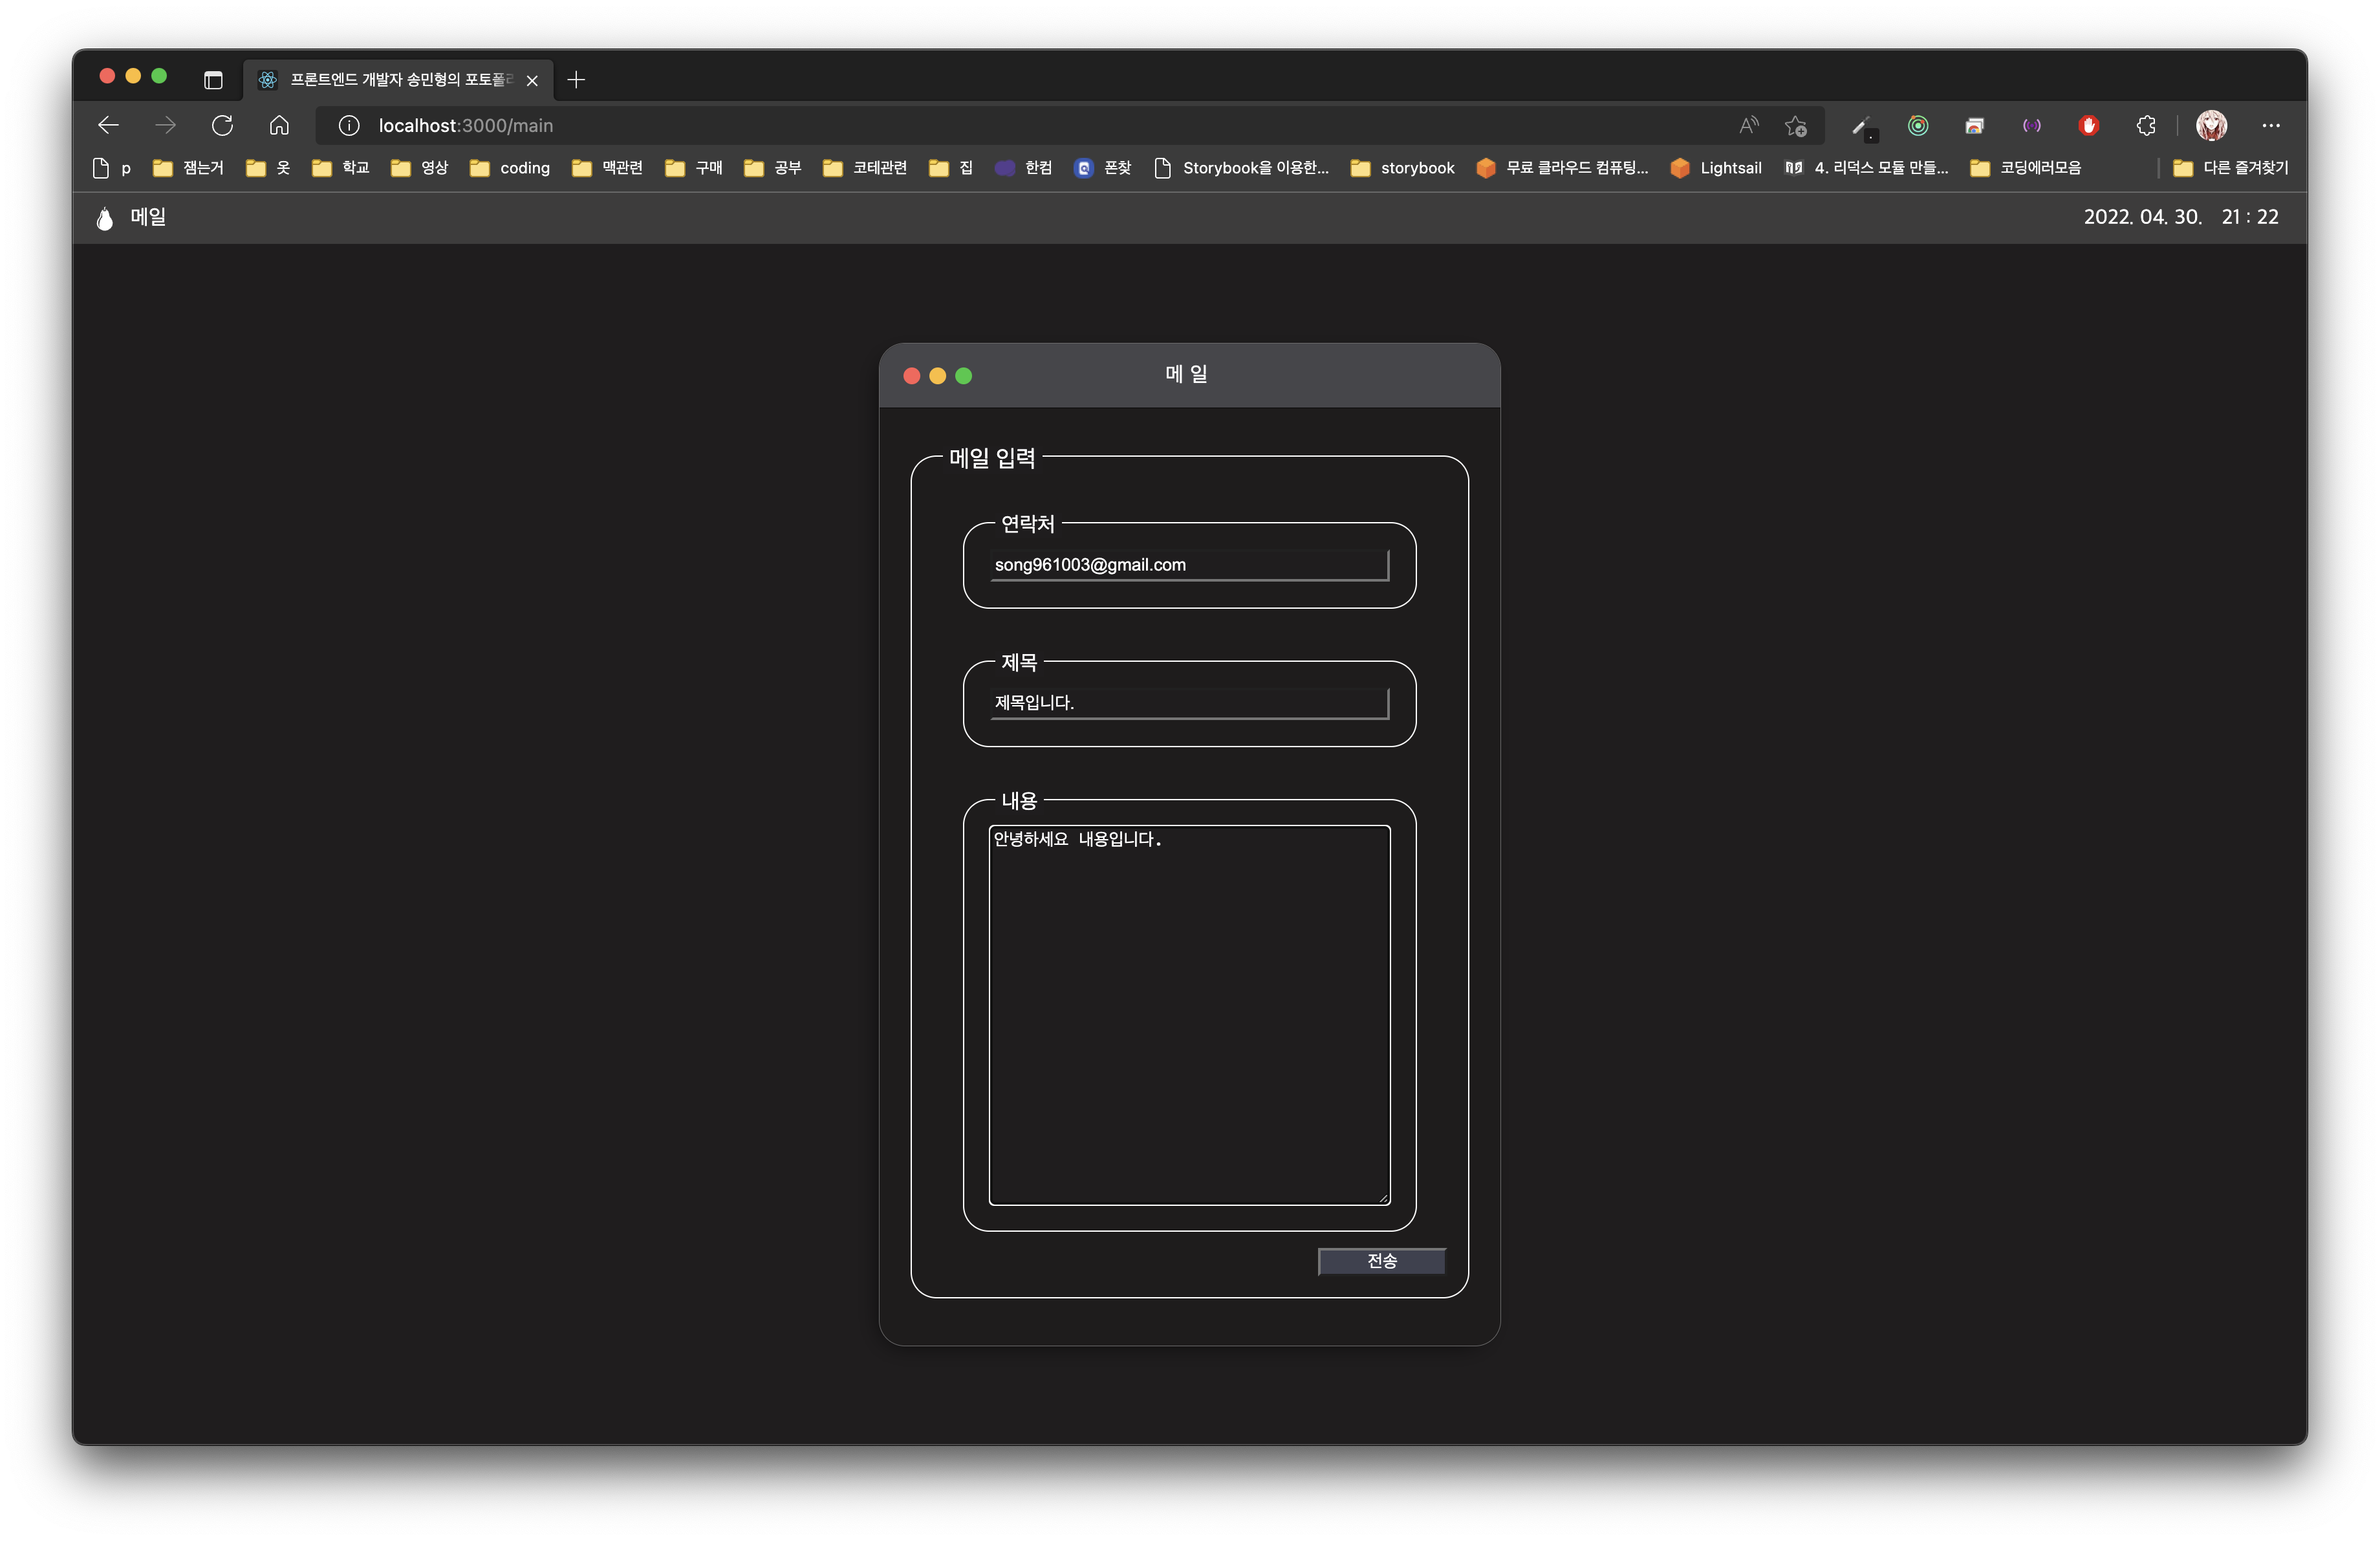 프론트엔드 개발자 송민형의 포토폴리
localhost:3000/main
p 잼는거 옷 학교 영상 coding 맥관련 구매 공부 코테관련 집 한컴 폰찾 Storybook을 이용한... storybook 무료 클라우드 컴퓨팅... Lightsail 4. 리덕스 모듈 만들... 코딩에러모음 다른 즐겨찾기
메일 2022. 04. 30. 21 : 22
메 일
메일 입력
연락처
song961003@gmail.com
제목
제목입니다.
내용
안녕하세요 내용입니다.
전송